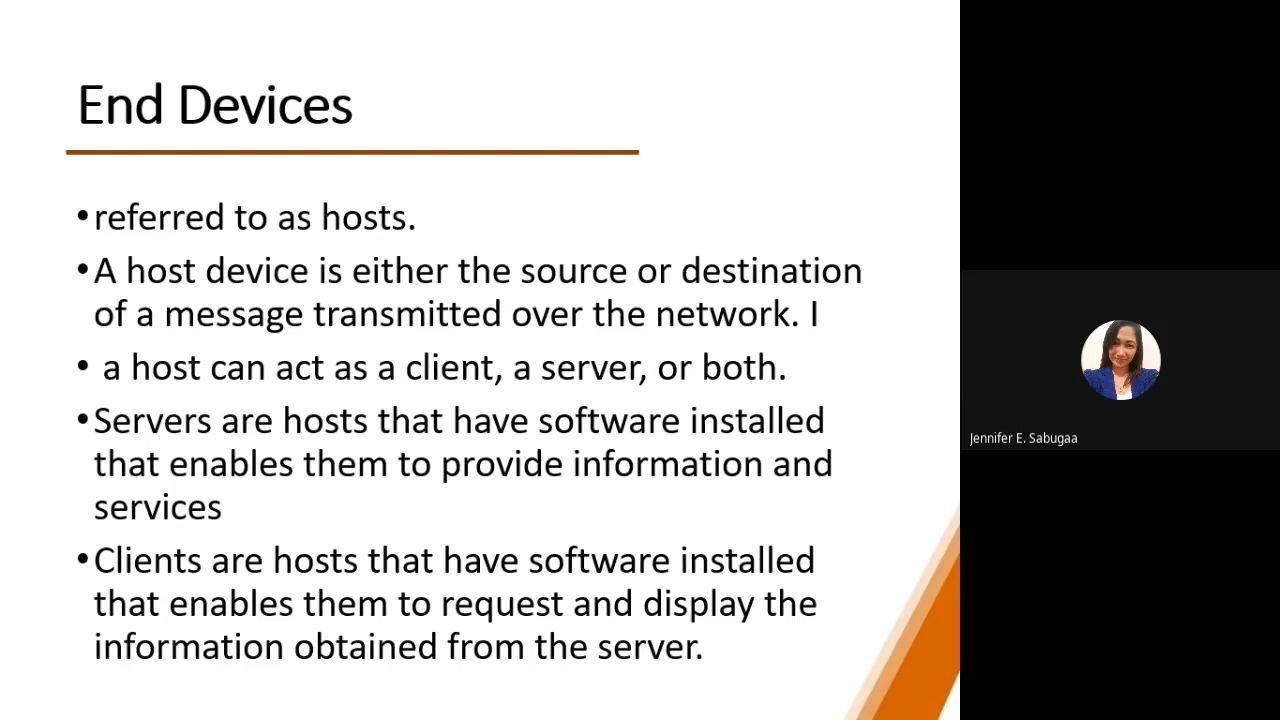 End Devices
•referred to as hosts.
•A host device is either the source or destination
of a message transmitted over the network. I
• a host can act as a client, a server, or both.
•Servers are hosts that have software installed
that enables them to provide information and
services
•Clients are hosts that have software installed
that enables them to request and display the
information obtained from the server.
Jennifer E. Sabugaa